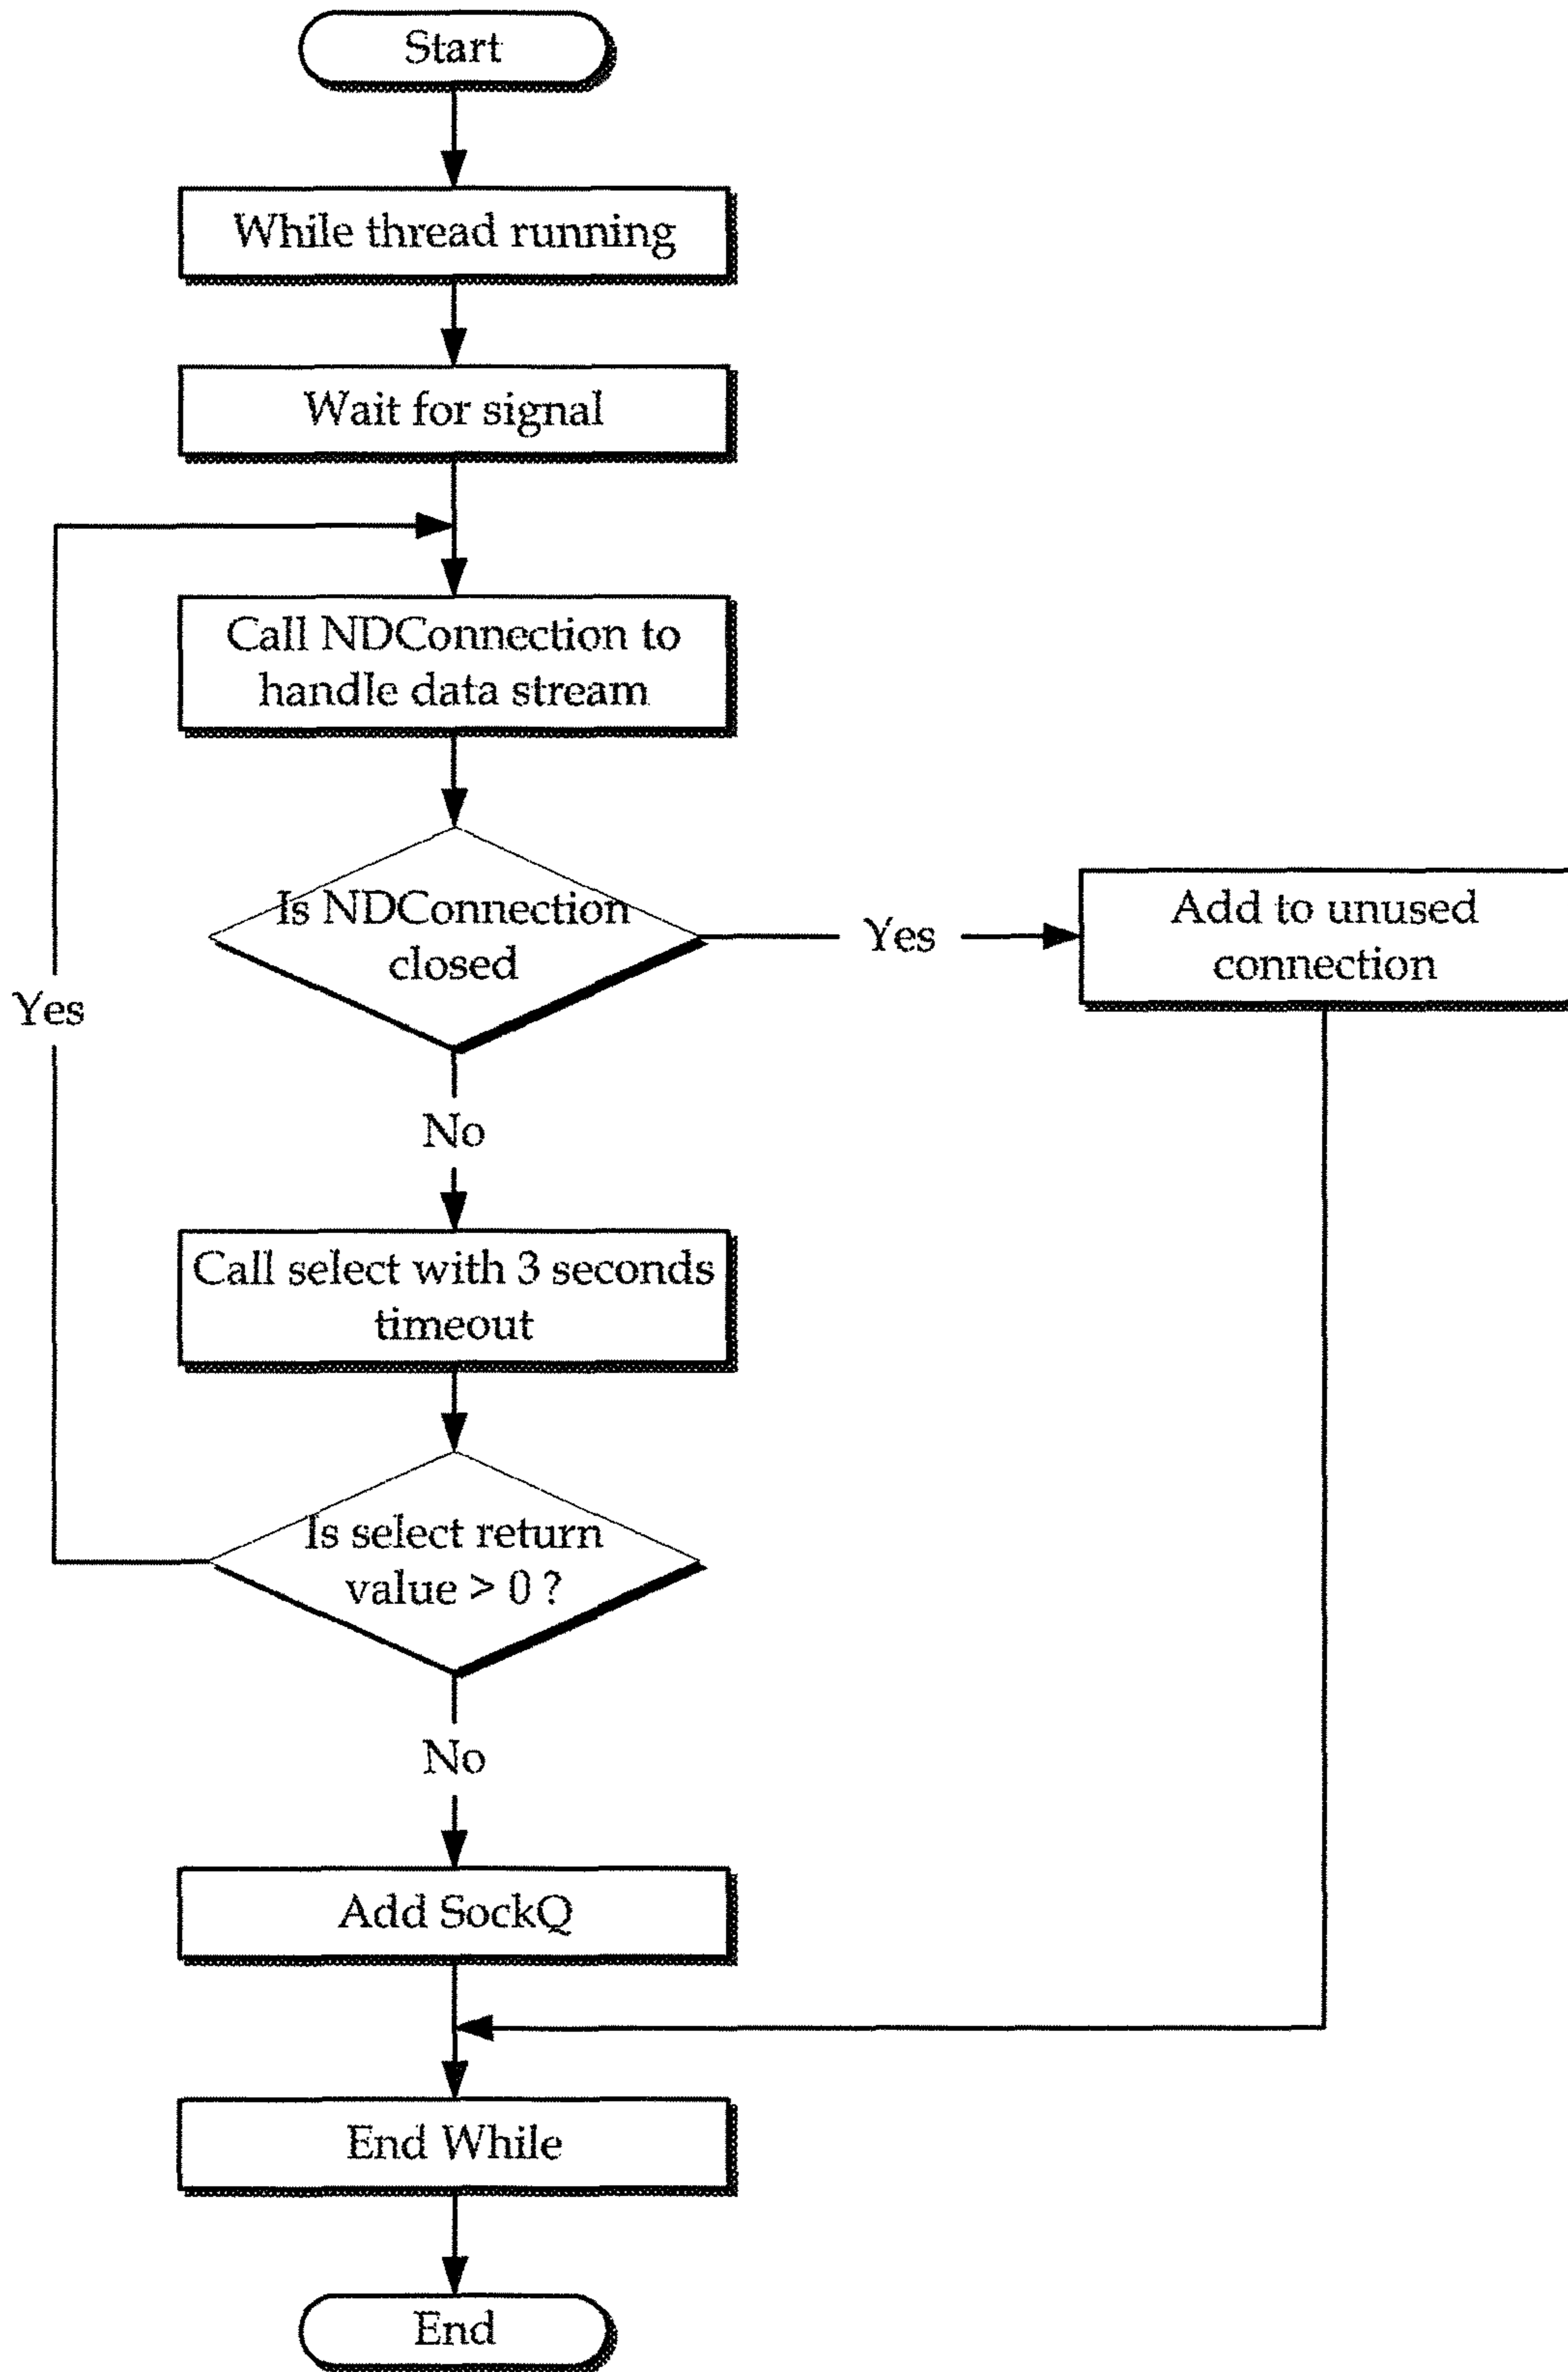 Start
While thread running
Wait for signal
Call NDConnection to
handle data stream
Is NDConnection
closed
Yes
Add to unused
connection
Yes
No
Call select with 3 seconds
timeout
Is select return
value > 0 ?
No
Add SockQ
End While
End